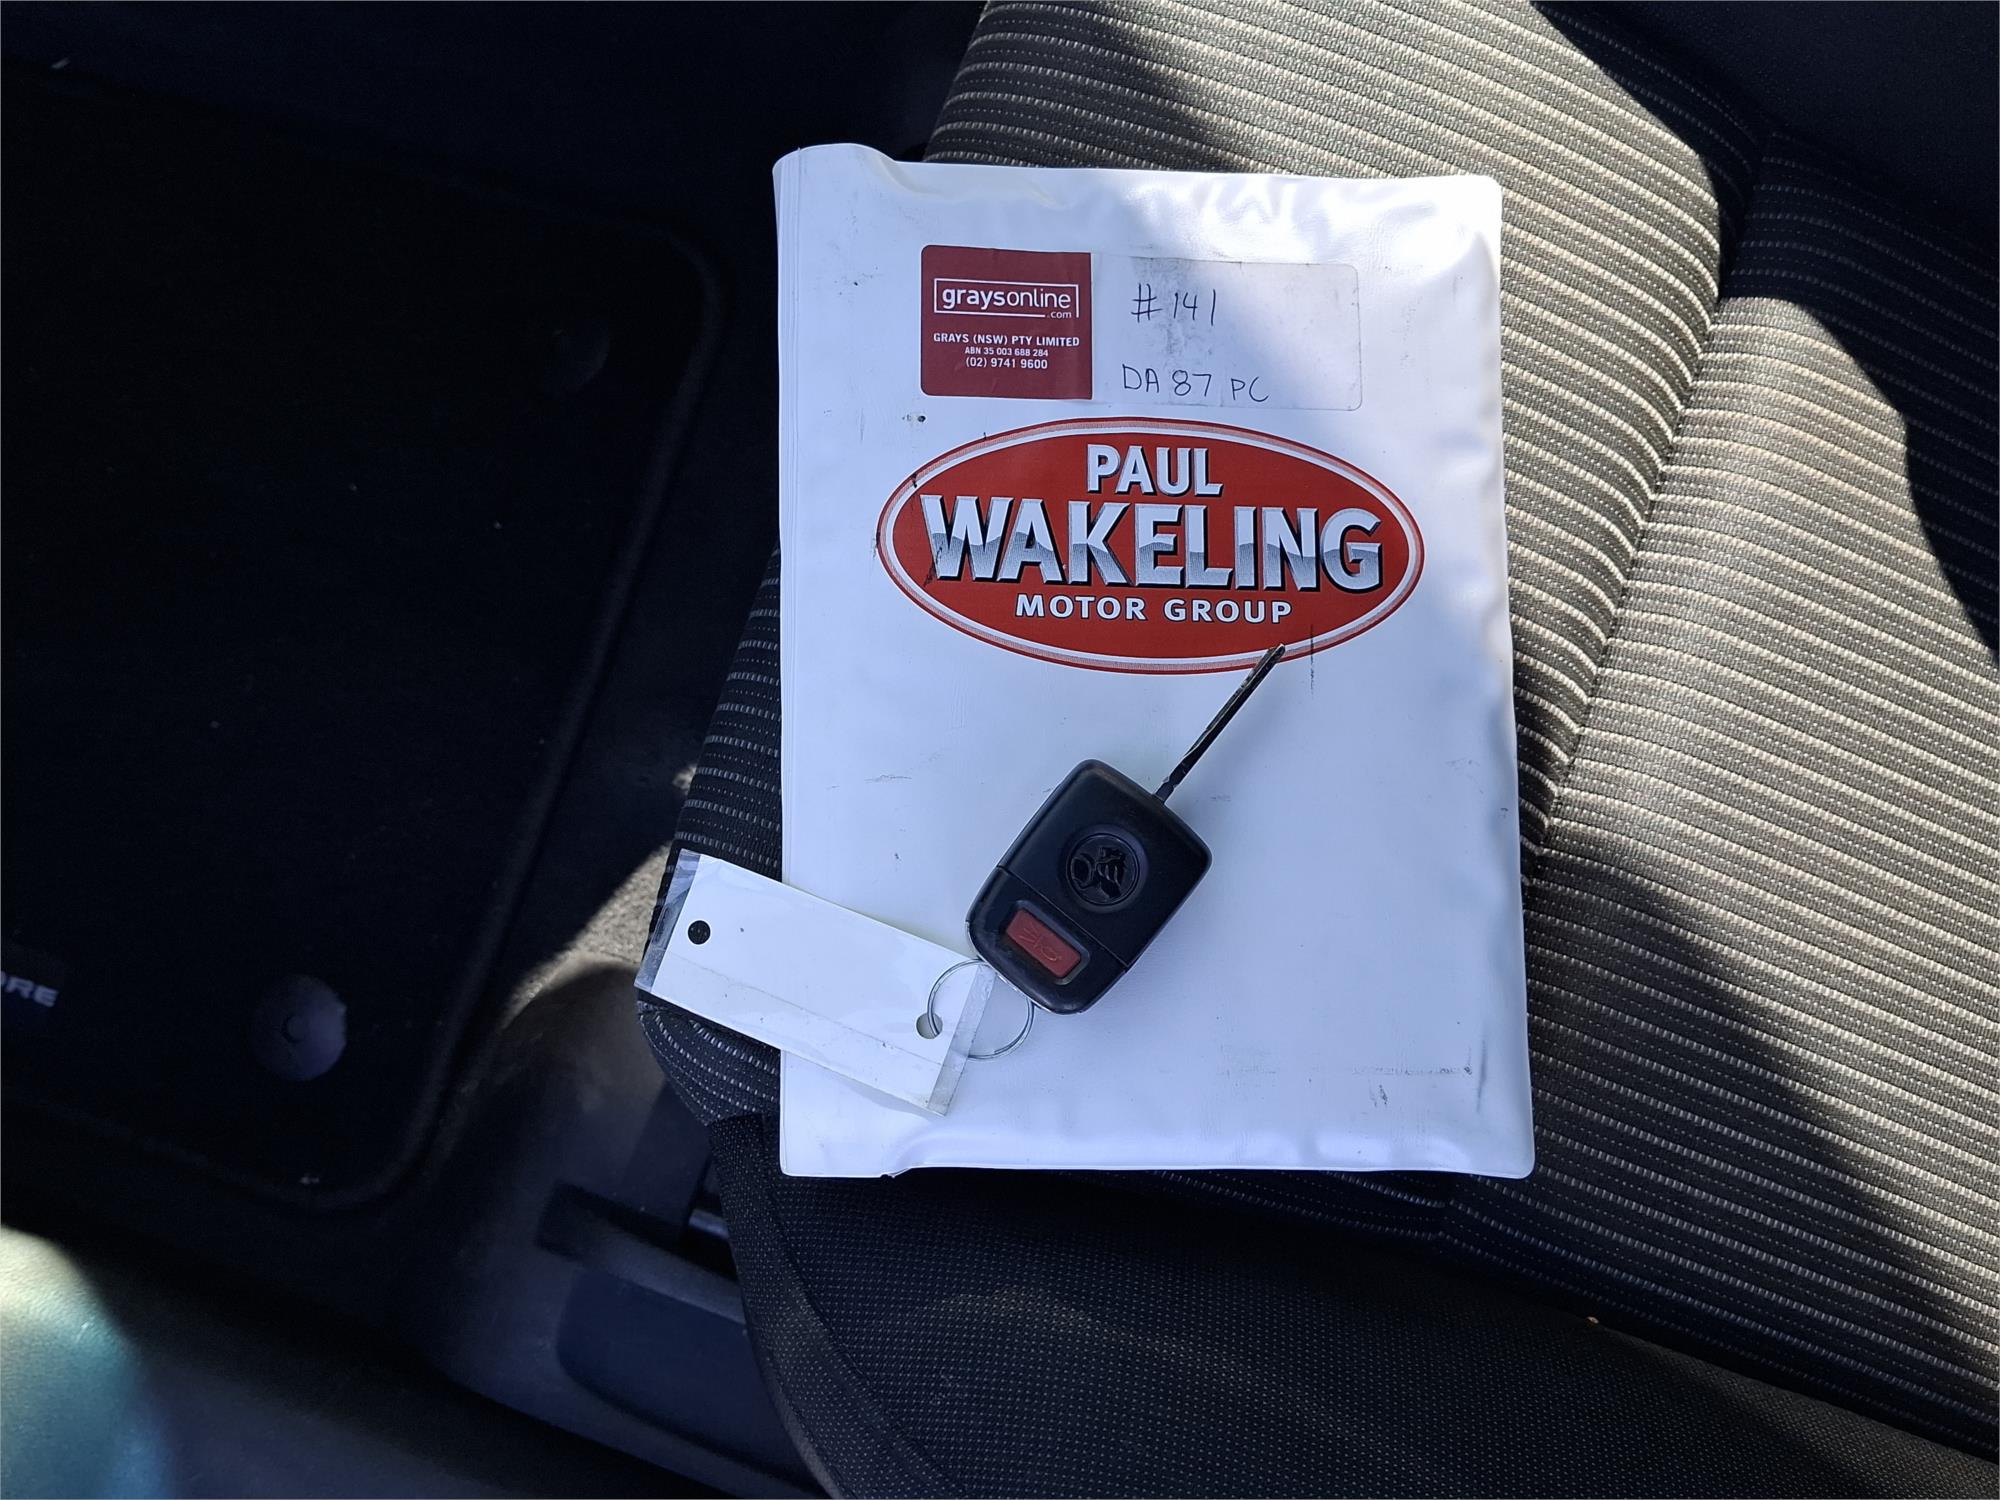 graysonline
.com
GRAYS (NSW) PTY LIMITED
ABN 35 003 688 284
(02) 9741 9600
# 141
DA 87 PC
PAUL
WAKELING
MOTOR GROUP
ORE